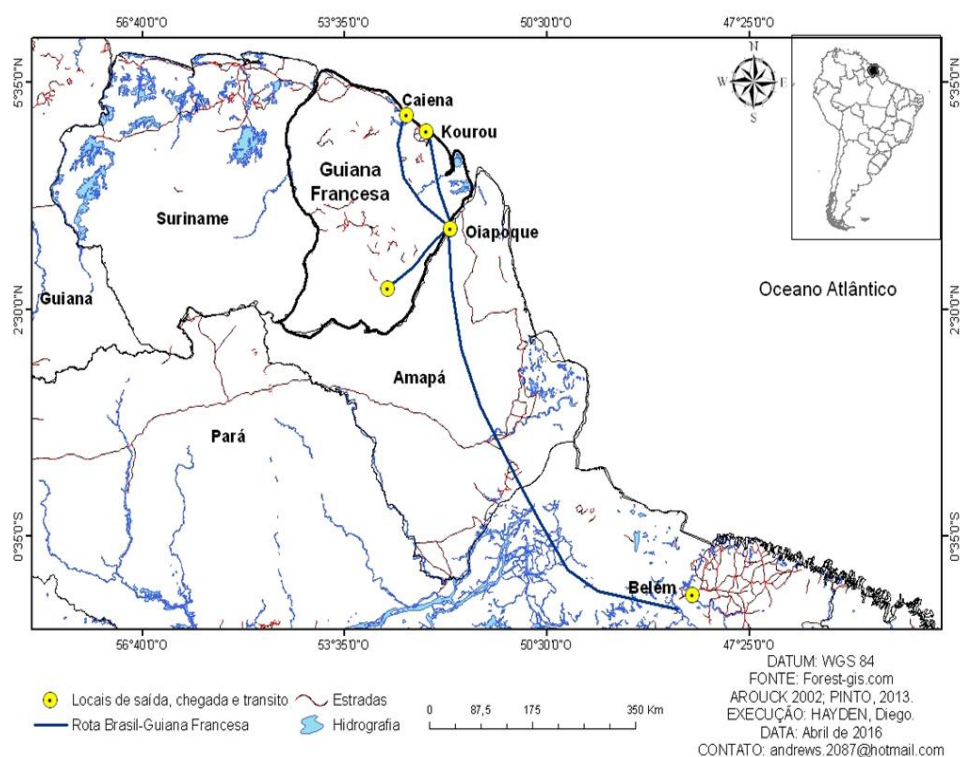 56°40'0"O 53°35'0"O 50°30'0"O 47°25'0"O
5°35'0"N 5°35'0"N
N
W E
S
Caiena
Kourou
Guiana
Francesa
Suriname
Oiapoque
Guiana
Oceano Atlântico
2°30'0"N 2°30'0"N
Amapá
Pará
0°35'0"S 0°35'0"S
Belém
56°40'0"O 53°35'0"O 50°30'0"O 47°25'0"O
Locais de saída, chegada e transito Estradas
Rota Brasil-Guiana Francesa Hidrografia
0 87,5 175 350 Km
DATUM: WGS 84
FONTE: Forest-gis.com
AROUCK 2002; PINTO, 2013.
EXECUÇÃO: HAYDEN, Diego.
DATA: Abril de 2016
CONTATO: andrews.2087@hotmail.com